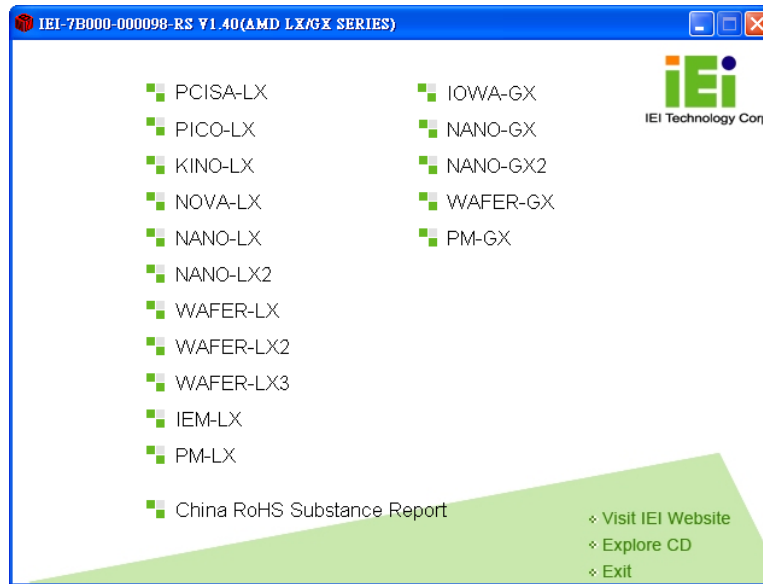 IEI-7B000-000098-RS V1.40(AMD LX/GX SERIES)
iEi
IEI Technology Corp
PCISA-LX
PICO-LX
KINO-LX
NOVA-LX
NANO-LX
NANO-LX2
WAFER-LX
WAFER-LX2
WAFER-LX3
IEM-LX
PM-LX
IOWA-GX
NANO-GX
NANO-GX2
WAFER-GX
PM-GX
China RoHS Substance Report
Visit IEI Website
Explore CD
Exit